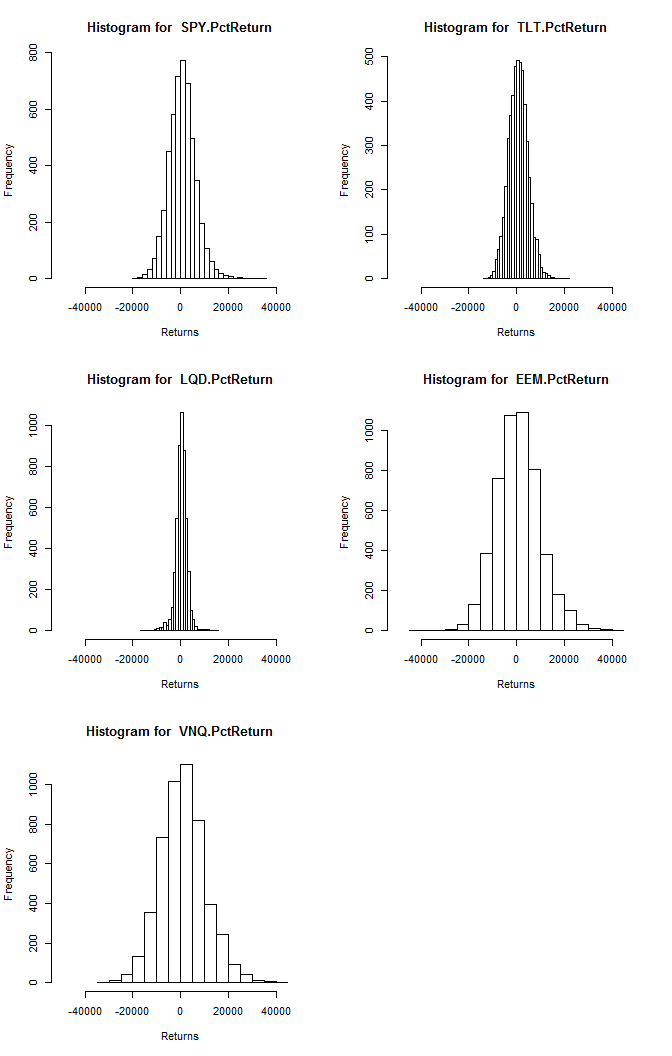 Histogram for  SPY.PctReturn
Frequency
0 200 400 600 800
-40000 -20000 0 20000 40000
Returns
Histogram for  TLT.PctReturn
Frequency
0 100 200 300 400 500
-40000 -20000 0 20000 40000
Returns
Histogram for  LQD.PctReturn
Frequency
0 200 400 600 800 1000
-40000 -20000 0 20000 40000
Returns
Histogram for  EEM.PctReturn
Frequency
0 200 400 600 800 1000
-40000 -20000 0 20000 40000
Returns
Histogram for  VNQ.PctReturn
Frequency
0 200 400 600 800 1000
-40000 -20000 0 20000 40000
Returns